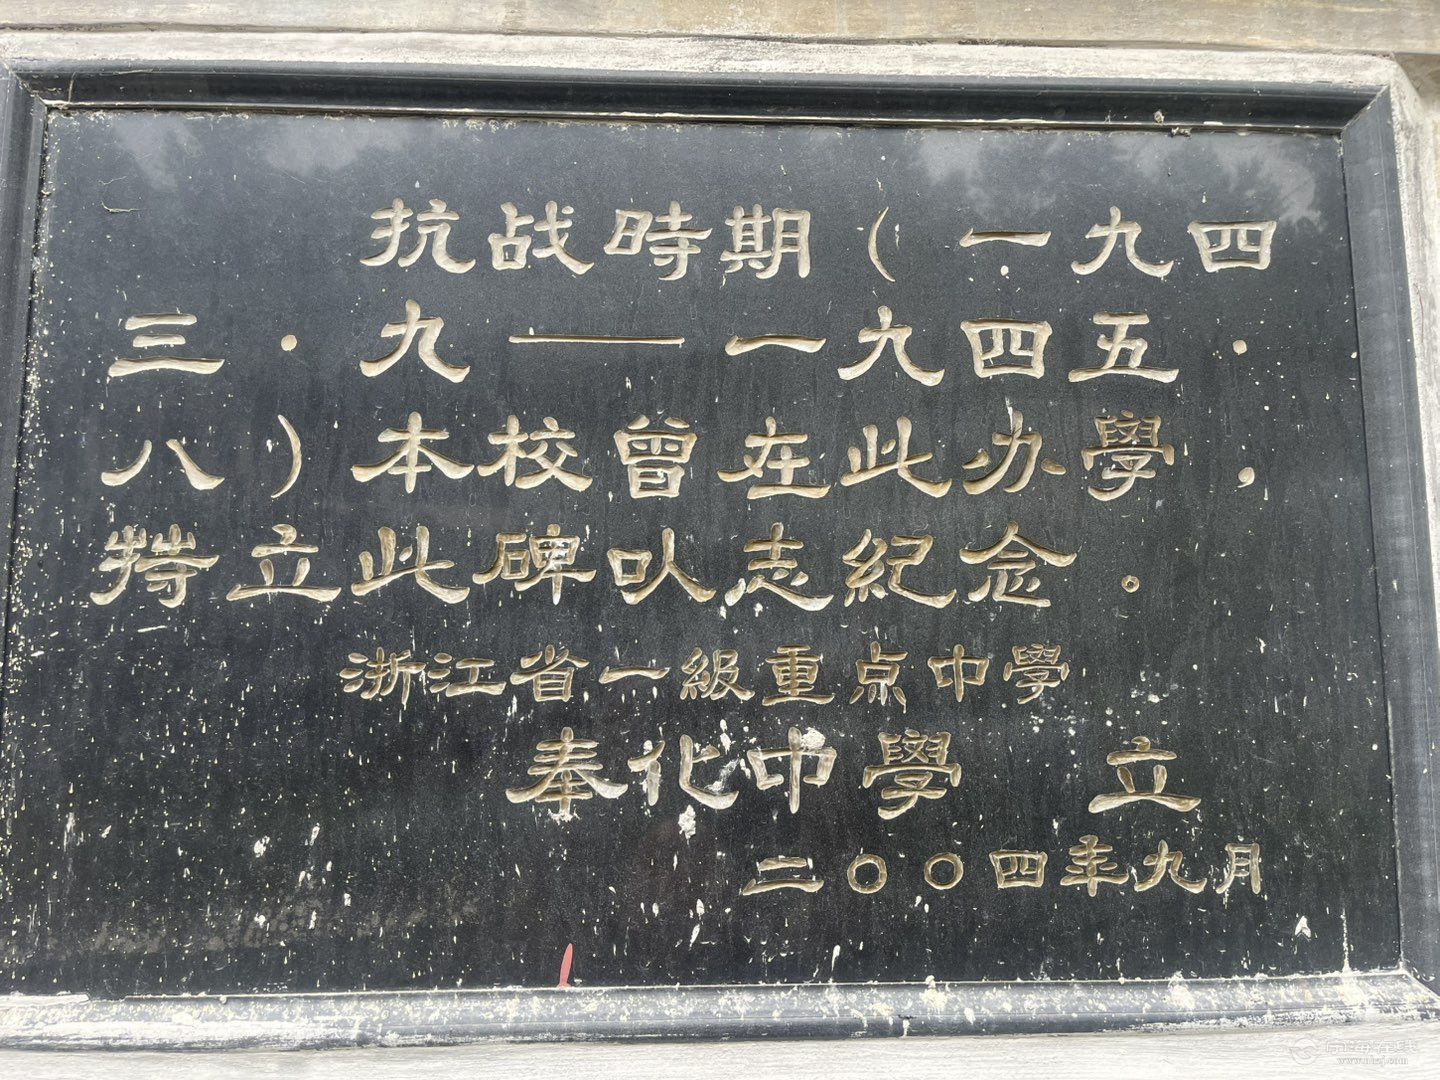 抗战時期（一九四
三·九——一九四五·
八）本校曾在此办學，
特立此碑以志紀念。
浙江省一級重点中學
奉化中學 立
二〇〇四年九月